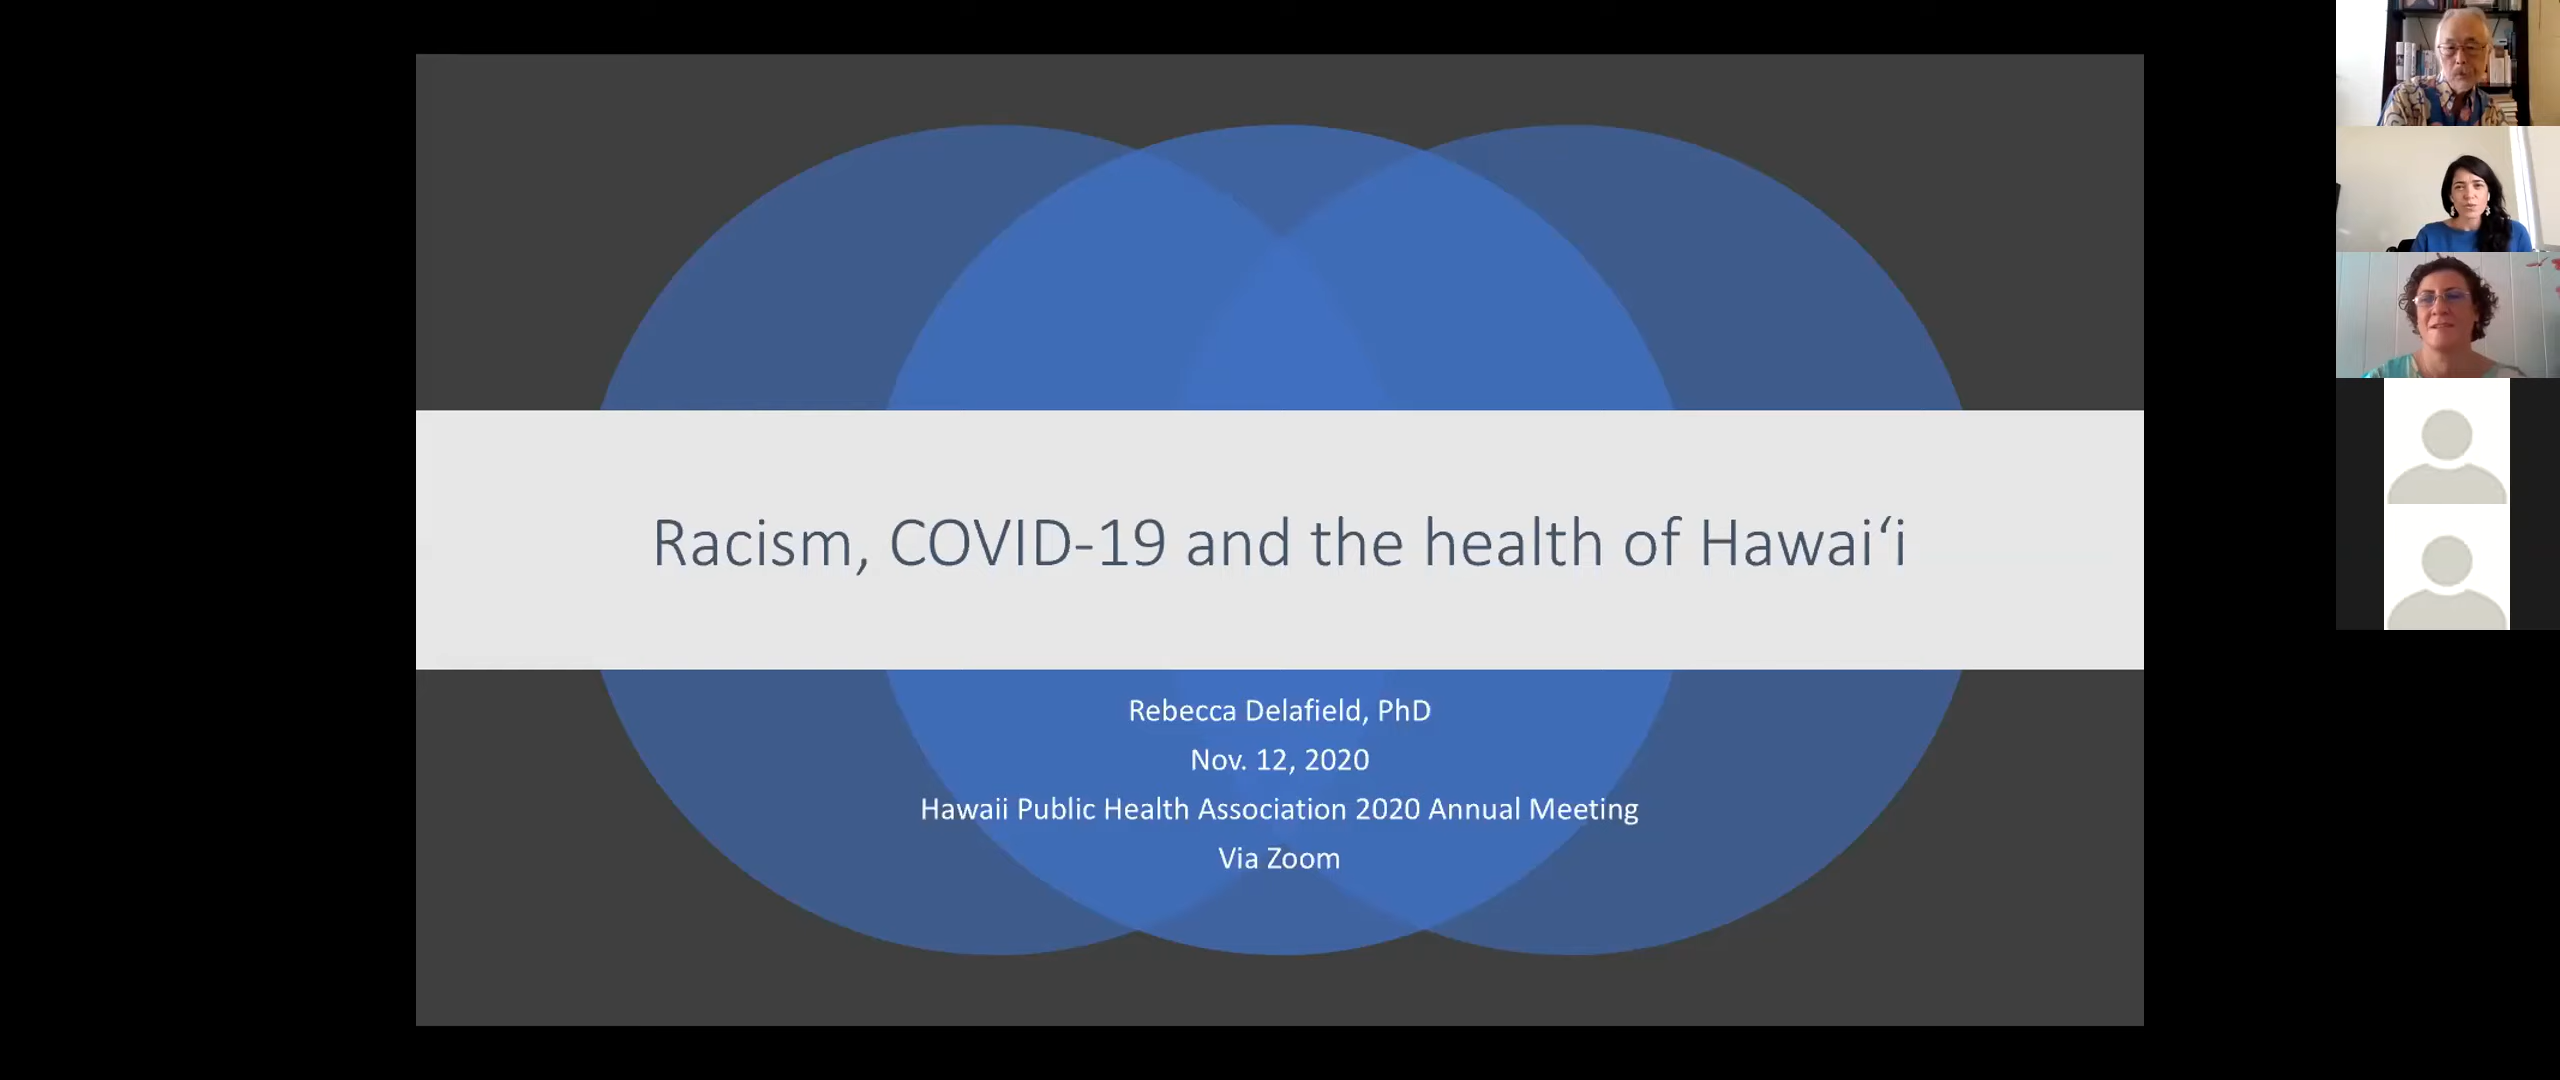 Racism, COVID-19 and the health of Hawaiʻi
Rebecca Delafield, PhD
Nov. 12, 2020
Hawaii Public Health Association 2020 Annual Meeting
Via Zoom